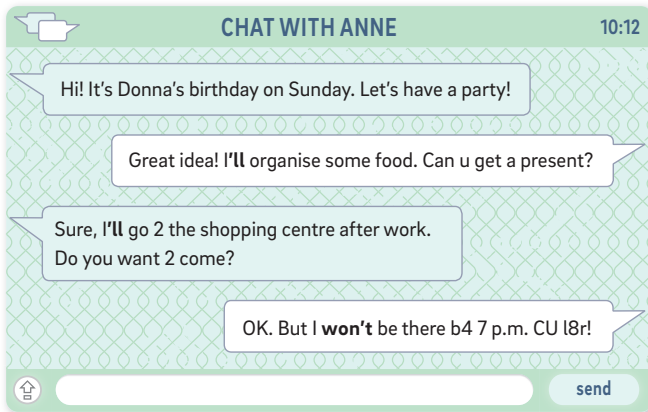 CHAT WITH ANNE
10:12
Hi! It's Donna's birthday on Sunday. Let's have a party!
Great idea! I'll organise some food. Can u get a present?
Sure, I'll go 2 the shopping centre after work.
Do you want 2 come?
OK. But I won't be there b4 7 p.m. CU l8r!
send